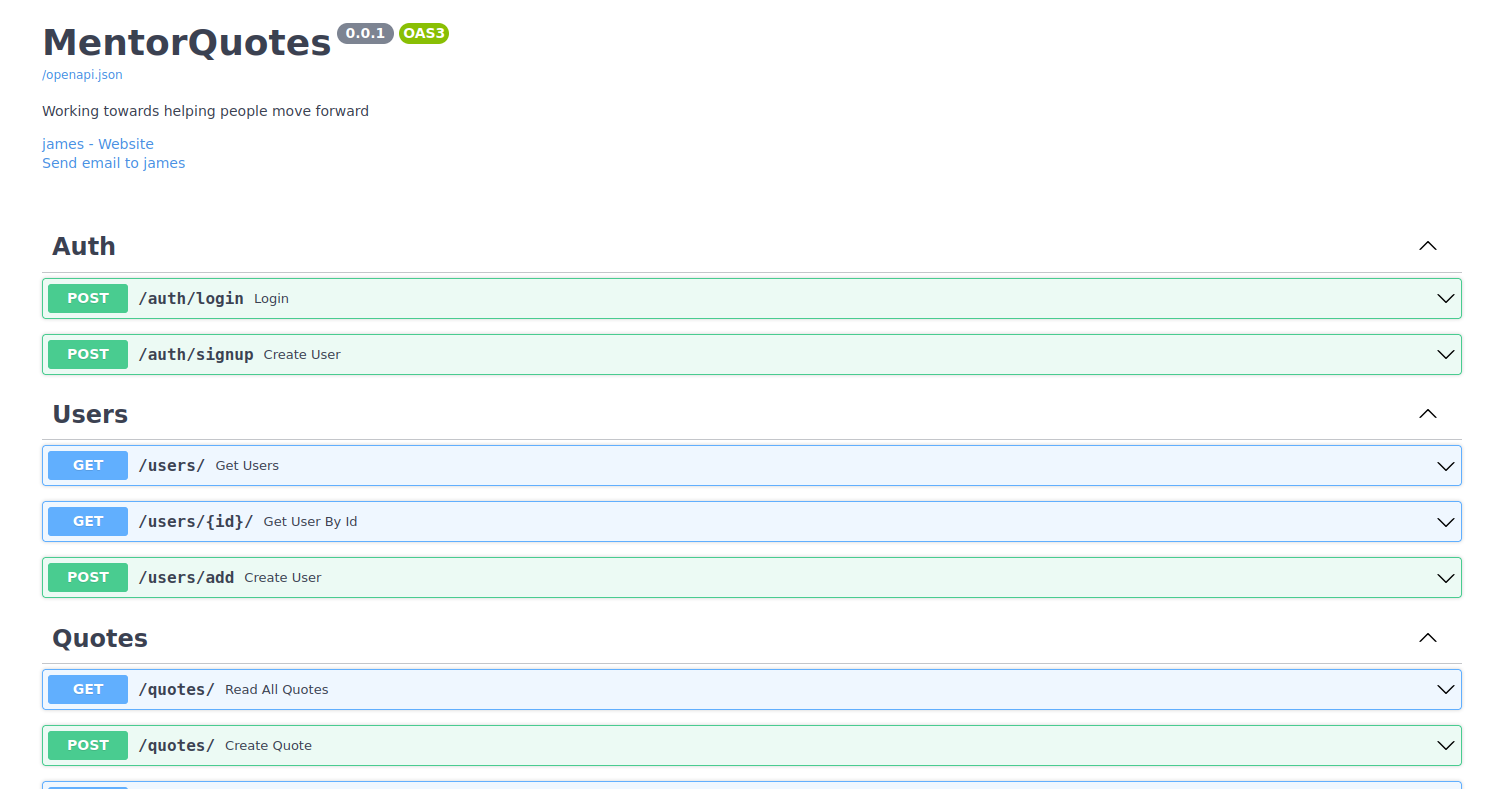 MentorQuotes 0.0.1 OAS3
/openapi.json
Working towards helping people move forward
james - Website
Send email to james
Auth
POST /auth/login Login
POST /auth/signup Create User
Users
GET /users/ Get Users
GET /users/{id}/ Get User By Id
POST /users/add Create User
Quotes
GET /quotes/ Read All Quotes
POST /quotes/ Create Quote